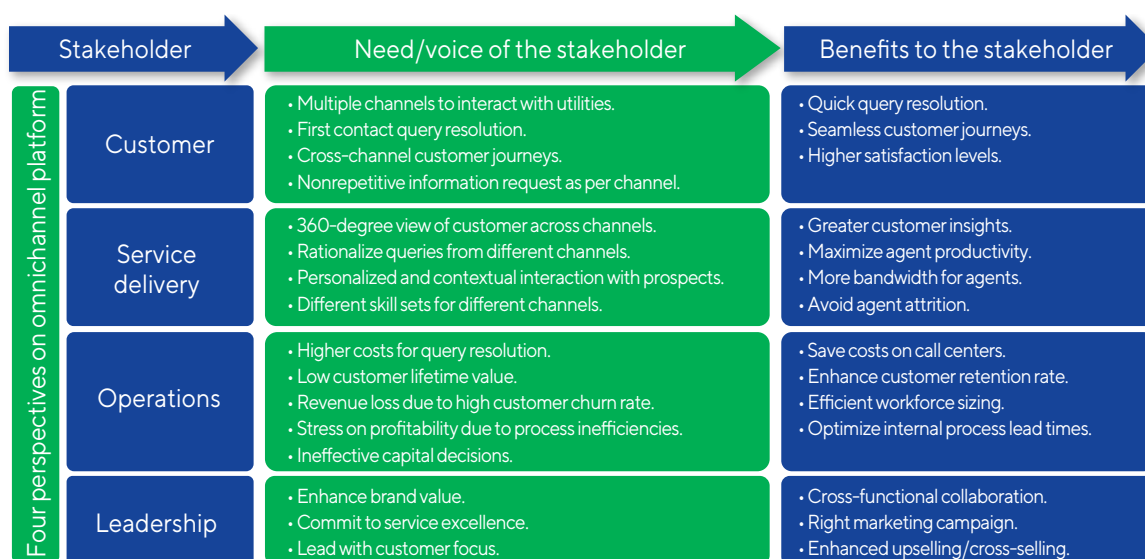 Stakeholder
Need/voice of the stakeholder
Benefits to the stakeholder
Four perspectives on omnichannel platform
Customer
• Multiple channels to interact with utilities.
• First contact query resolution.
• Cross-channel customer journeys.
• Nonrepetitive information request as per channel.
• Quick query resolution.
• Seamless customer journeys.
• Higher satisfaction levels.
Service
delivery
• 360-degree view of customer across channels.
• Rationalize queries from different channels.
• Personalized and contextual interaction with prospects.
• Different skill sets for different channels.
• Greater customer insights.
• Maximize agent productivity.
• More bandwidth for agents.
• Avoid agent attrition.
Operations
• Higher costs for query resolution.
• Low customer lifetime value.
• Revenue loss due to high customer churn rate.
• Stress on profitability due to process inefficiencies.
• Ineffective capital decisions.
• Save costs on call centers.
• Enhance customer retention rate.
• Efficient workforce sizing.
• Optimize internal process lead times.
Leadership
• Enhance brand value.
• Commit to service excellence.
• Lead with customer focus.
• Cross-functional collaboration.
• Right marketing campaign.
• Enhanced upselling/cross-selling.